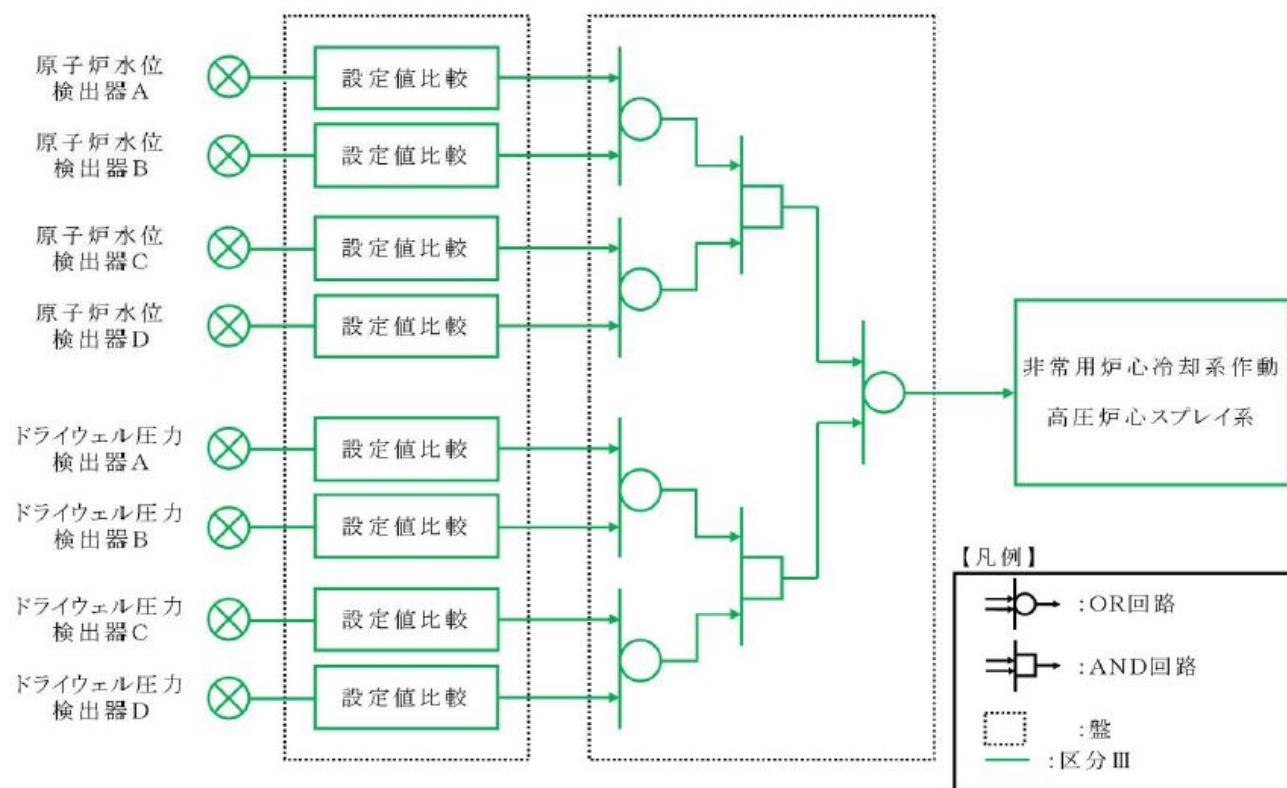 原子炉水位
検出器A
設定値比較
原子炉水位
検出器B
設定値比較
原子炉水位
検出器C
設定値比較
原子炉水位
検出器D
設定値比較
ドライウェル圧力
検出器A
設定値比較
ドライウェル圧力
検出器B
設定値比較
ドライウェル圧力
検出器C
設定値比較
ドライウェル圧力
検出器D
設定値比較
非常用炉心冷却系作動
高圧炉心スプレイ系
【凡例】
:OR回路
:AND回路
:盤
:区分Ⅲ